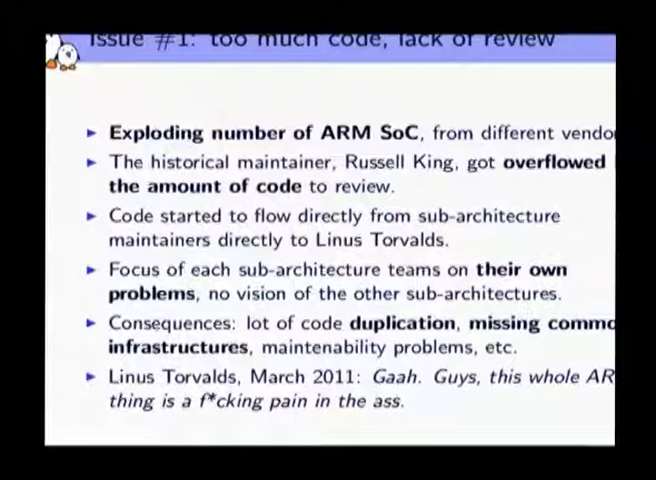 Issue #1: too much code, lack of review
Exploding number of ARM SoC, from different vendo
The historical maintainer, Russell King, got overflowed
the amount of code to review.
Code started to flow directly from sub-architecture
maintainers directly to Linus Torvalds.
Focus of each sub-architecture teams on their own
problems, no vision of the other sub-architectures.
Consequences: lot of code duplication, missing commo
infrastructures, maintenability problems, etc.
Linus Torvalds, March 2011: Gaah. Guys, this whole AR
thing is a f*cking pain in the ass.